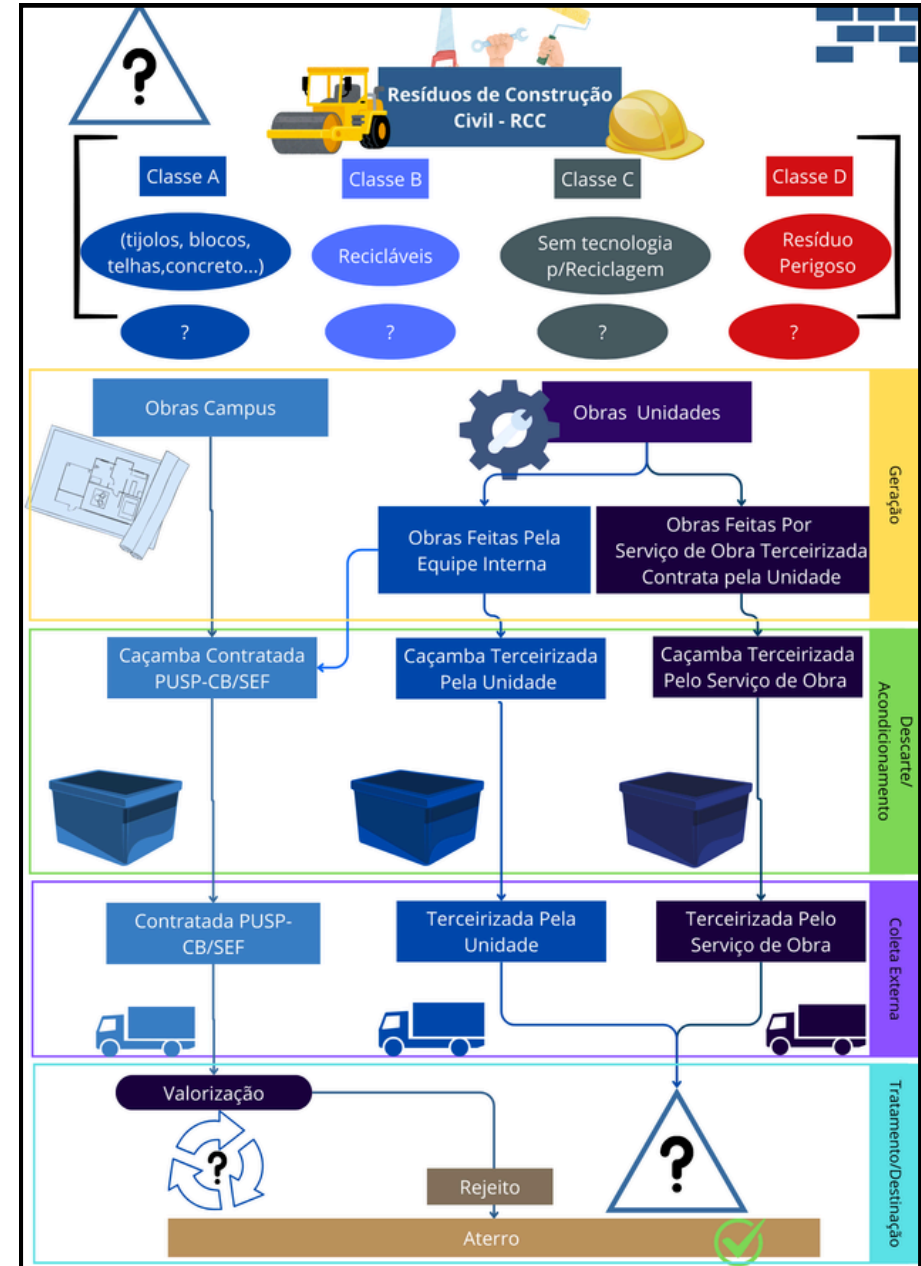 ?
Resíduos de Construção
Civil - RCC
Classe A
Classe B
Classe C
Classe D
(tijolos, blocos,
telhas,concreto...)
Recicláveis
Sem tecnologia
p/Reciclagem
Resíduo
Perigoso
?
?
?
?
Obras Campus
Obras Unidades
Geração
Obras Feitas Pela
Equipe Interna
Obras Feitas Por
Serviço de Obra Terceirizada
Contrata pela Unidade
Caçamba Contratada
PUSP-CB/SEF
Caçamba Terceirizada
Pela Unidade
Caçamba Terceirizada
Pelo Serviço de Obra
Descarte/
Acondicionamento
Contratada PUSP-
CB/SEF
Terceirizada Pela
Unidade
Terceirizada Pelo
Serviço de Obra
Coleta Externa
Valorização
?
?
Rejeito
Aterro
Tratamento/Destinação